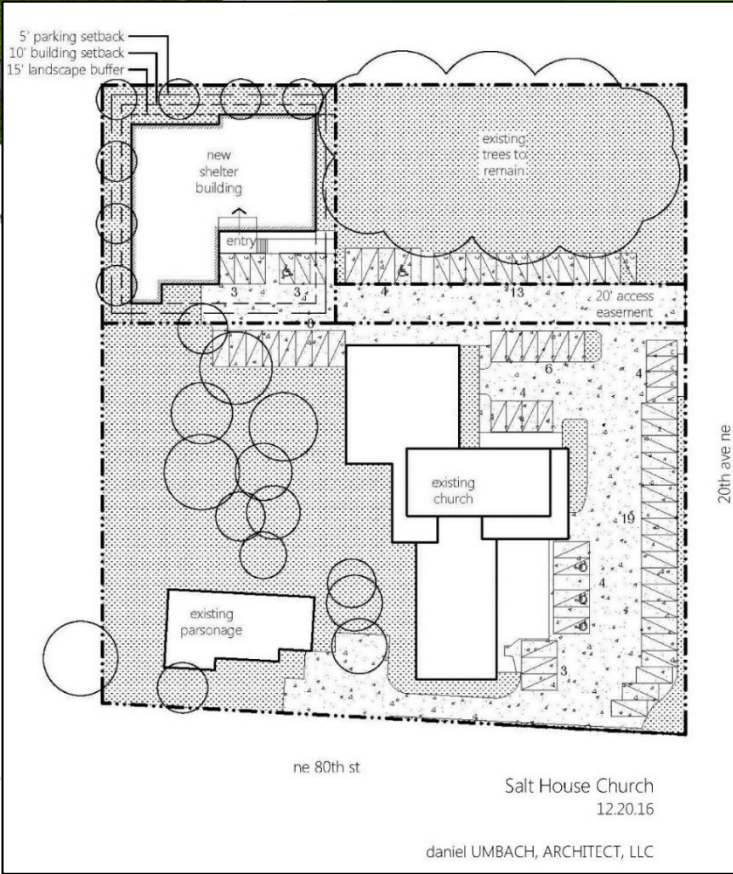 5' parking setback
10' building setback
15' landscape buffer
new
shelter
building
existing
trees to
remain
entry
3
3
4
13
20' access
easement
6
4
4
existing
church
20th ave ne
19
4
existing
parsonage
3
ne 80th st
Salt House Church
12.20.16
daniel UMBACH, ARCHITECT, LLC